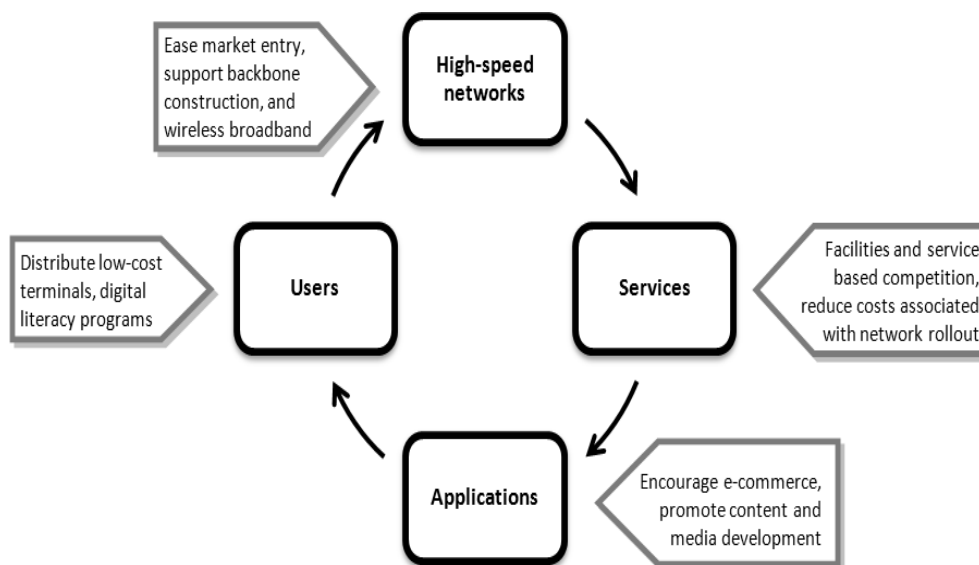 Ease market entry,
support backbone
construction, and
wireless broadband
High-speed
networks
Distribute low-cost
terminals, digital
literacy programs
Users
Services
Facilities and service
based competition,
reduce costs associated
with network rollout
Applications
Encourage e-commerce,
promote content and
media development